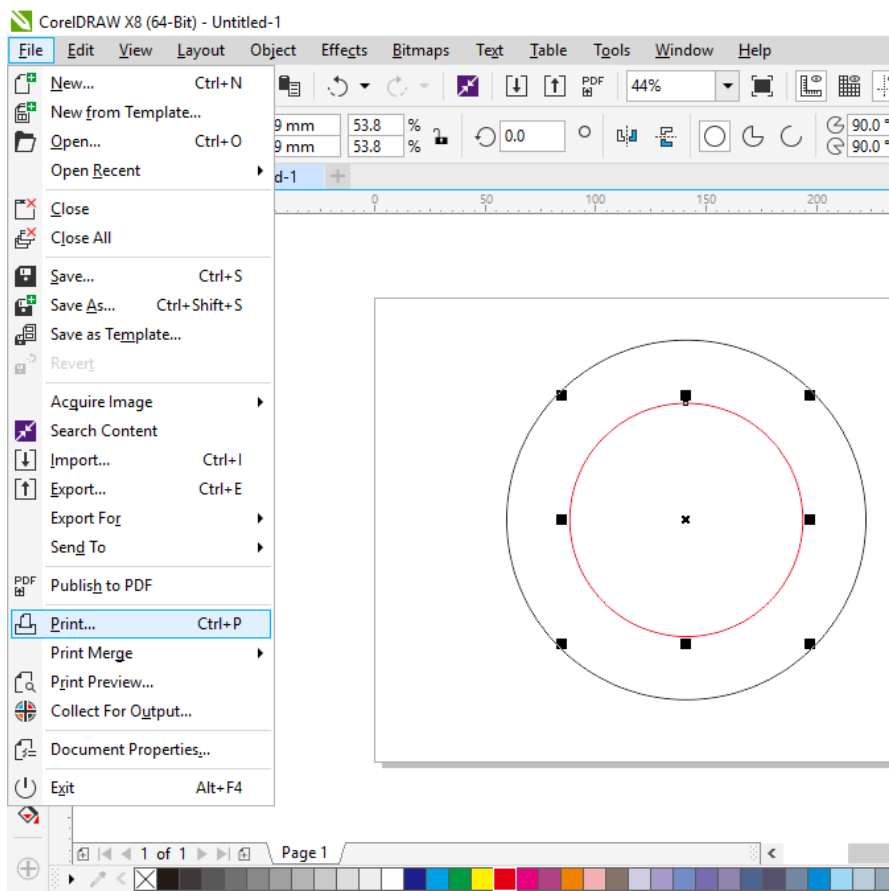 CorelDRAW X8 (64-Bit) - Untitled-1
File Edit View Layout Object Effects Bitmaps Text Table Tools Window Help
New... Ctrl+N
PDF
44%
New from Template...
9 mm 53.8 %
0.0
90.0 °
Open... Ctrl+O
9 mm 53.8 %
90.0 °
Open Recent
d-1
0 50 100 150 200
Close
Close All
Save... Ctrl+S
Save As... Ctrl+Shift+S
Save as Template...
Revert
Acquire Image
Search Content
Import... Ctrl+I
Export... Ctrl+E
Export For
Send To
PDF Publish to PDF
Print... Ctrl+P
Print Merge
Print Preview...
Collect For Output...
Document Properties...
Exit Alt+F4
1 of 1 Page 1